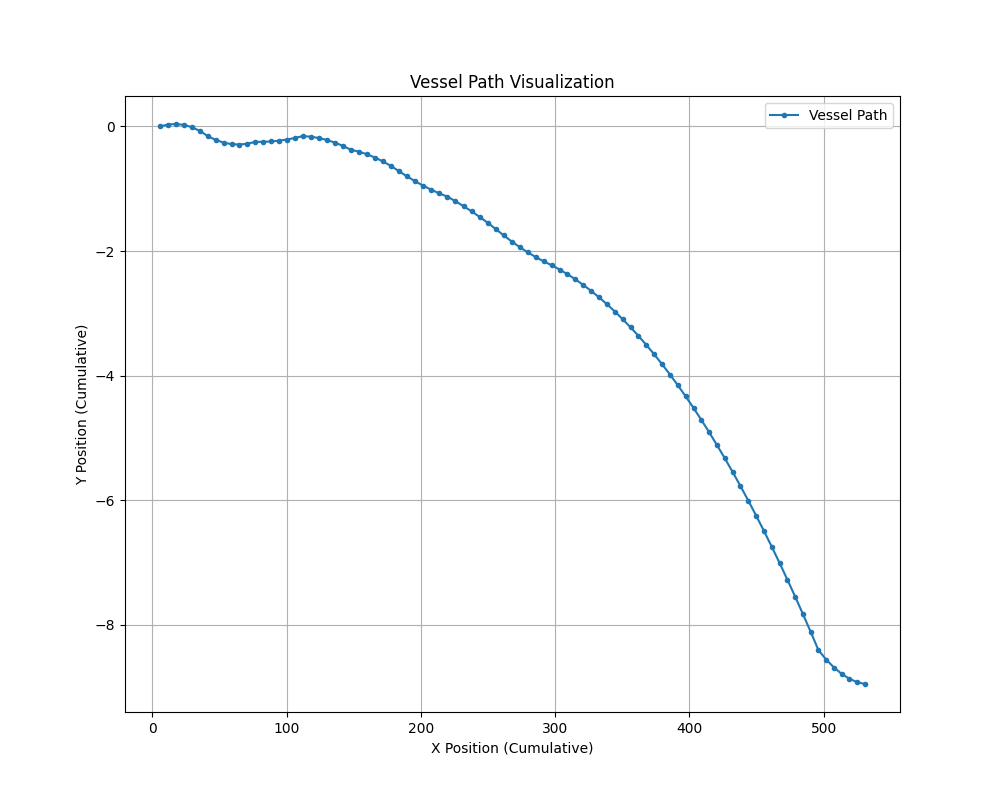 Vessel Path Visualization
Vessel Path
0
−2
−4
−6
−8
Y Position (Cumulative)
0 100 200 300 400 500
X Position (Cumulative)